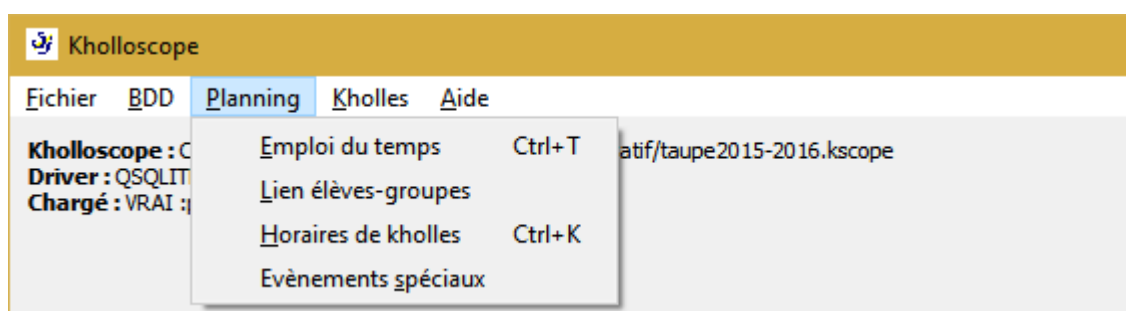 Kholloscope
Fichier BDD Planning Kholles Aide
Emploi du temps Ctrl+T
Lien élèves-groupes
Horaires de kholles Ctrl+K
Evènements spéciaux
Kholloscope : C atif/taupe2015-2016.kscope
Driver : QSQLIT
Chargé : VRAI :